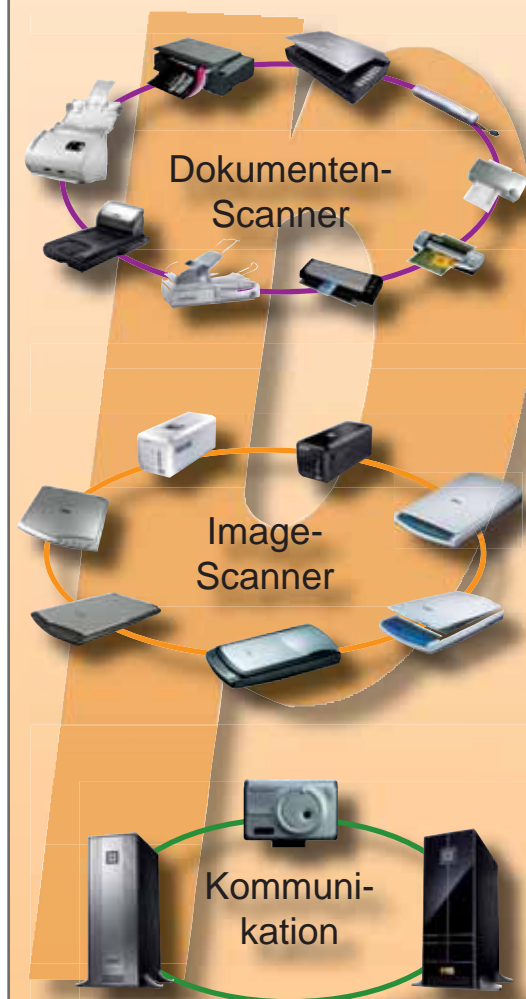 Dokumenten-
Scanner
Image-
Scanner
Kommuni-
kation